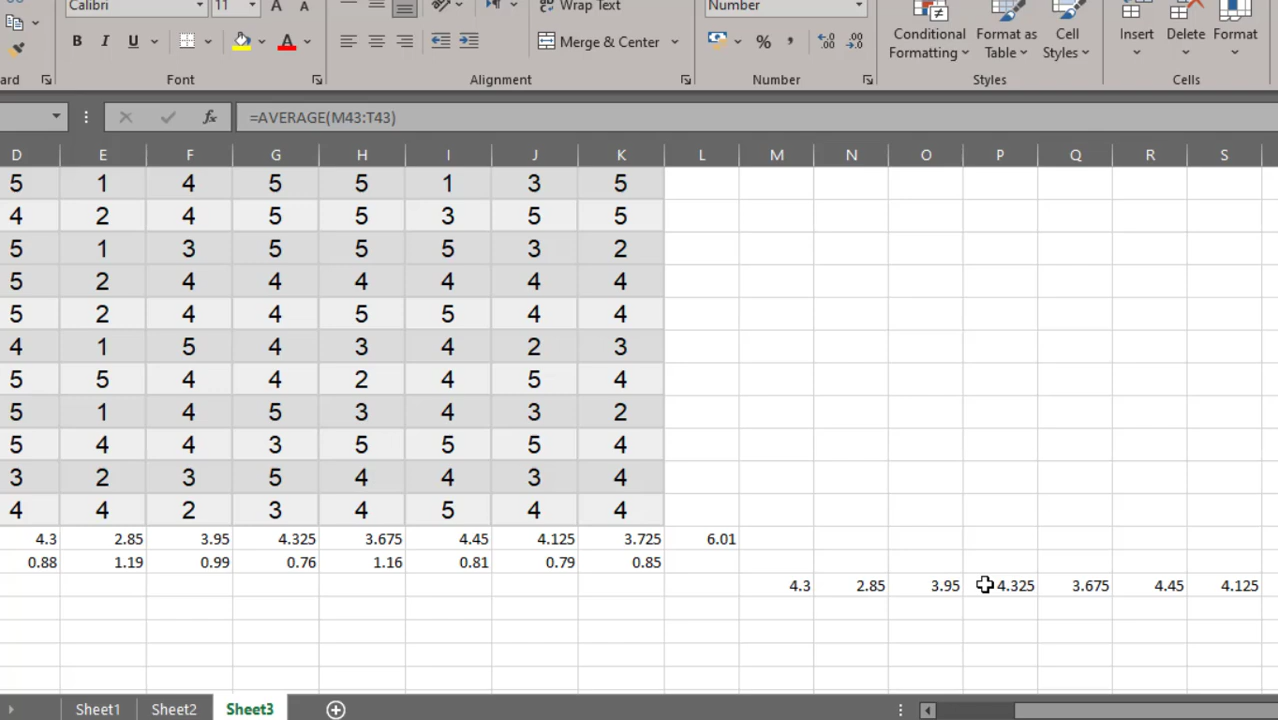 Calibri 11 A A Wrap Text Number
B I U A Merge & Center % , Conditional Formatting Format as Table Cell Styles Insert Delete Format
ard Font Alignment Number Styles Cells
fx =AVERAGE(M43:T43)
D E F G H I J K L M N O P Q R S
5 1 4 5 5 1 3 5
4 2 4 5 5 3 5 5
5 1 3 5 5 5 3 2
5 2 4 4 4 4 4 4
5 2 4 4 5 5 4 4
4 1 5 4 3 4 2 3
5 5 4 4 2 4 5 4
5 1 4 5 3 4 3 2
5 4 4 3 5 5 5 4
3 2 3 5 4 4 3 4
4 4 2 3 4 5 4 4
4.3 2.85 3.95 4.325 3.675 4.45 4.125 3.725 6.01
0.88 1.19 0.99 0.76 1.16 0.81 0.79 0.85
4.3 2.85 3.95 4.325 3.675 4.45 4.125
Sheet1 Sheet2 Sheet3